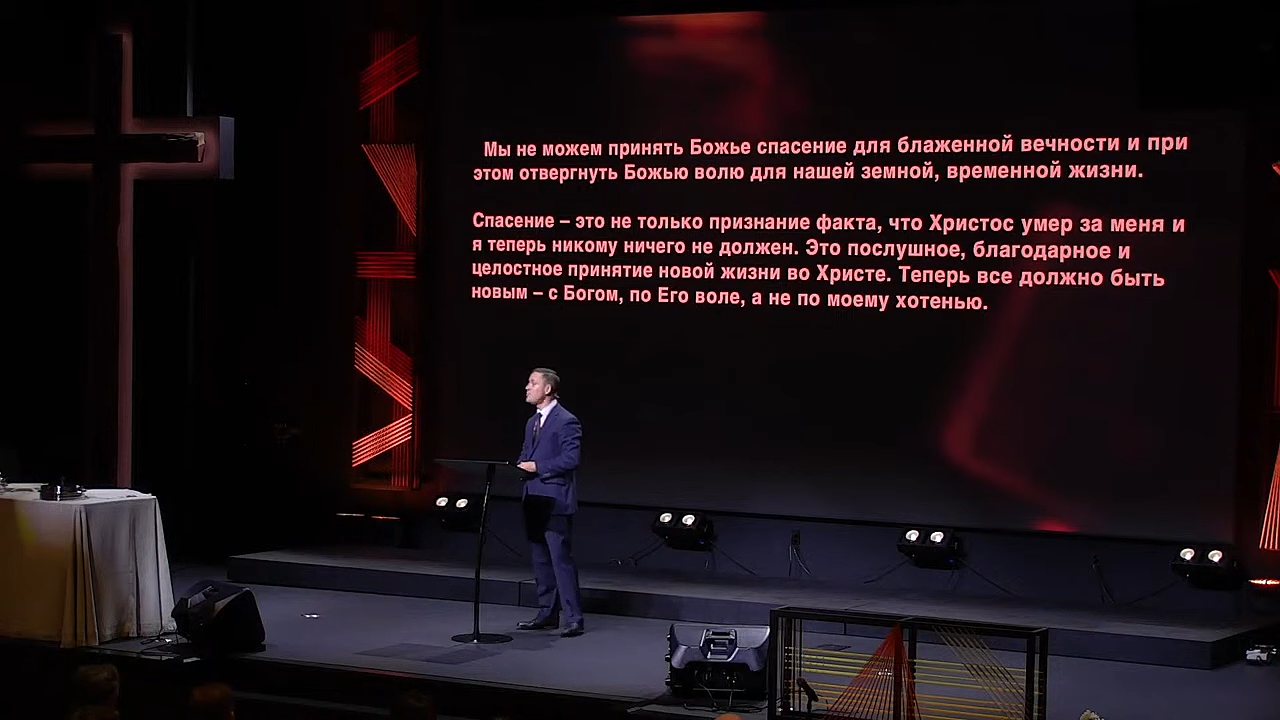 Мы не можем принять Божье спасение для блаженной вечности и при
этом отвергнуть Божью волю для нашей земной, временной жизни.
Спасение – это не только признание факта, что Христос умер за меня и
я теперь никому ничего не должен. Это послушное, благодарное и
целостное принятие новой жизни во Христе. Теперь все должно быть
новым – с Богом, по Его воле, а не по моему хотенью.